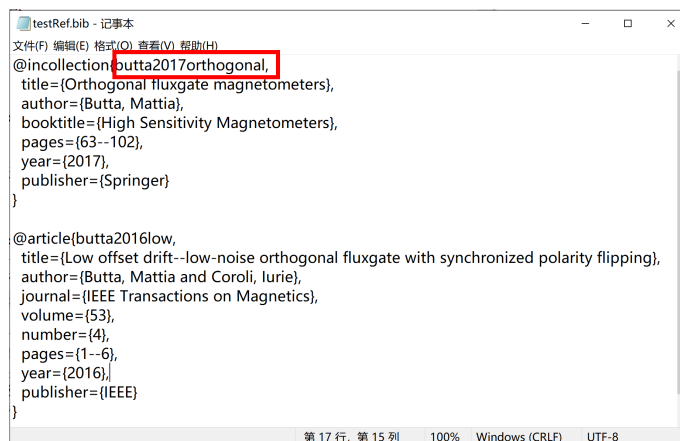 testRef.bib - 记事本
文件(F) 编辑(E) 格式(O) 查看(V) 帮助(H)
@incollection{butta2017orthogonal,
title={Orthogonal fluxgate magnetometers},
author={Butta, Mattia},
booktitle={High Sensitivity Magnetometers},
pages={63--102},
year={2017},
publisher={Springer}
}
@article{butta2016low,
title={Low offset drift--low-noise orthogonal fluxgate with synchronized polarity flipping},
author={Butta, Mattia and Coroli, Iurie},
journal={IEEE Transactions on Magnetics},
volume={53},
number={4},
pages={1--6},
year={2016},
publisher={IEEE}
}
第 17 行，第 15 列 100% Windows (CRLF) UTF-8